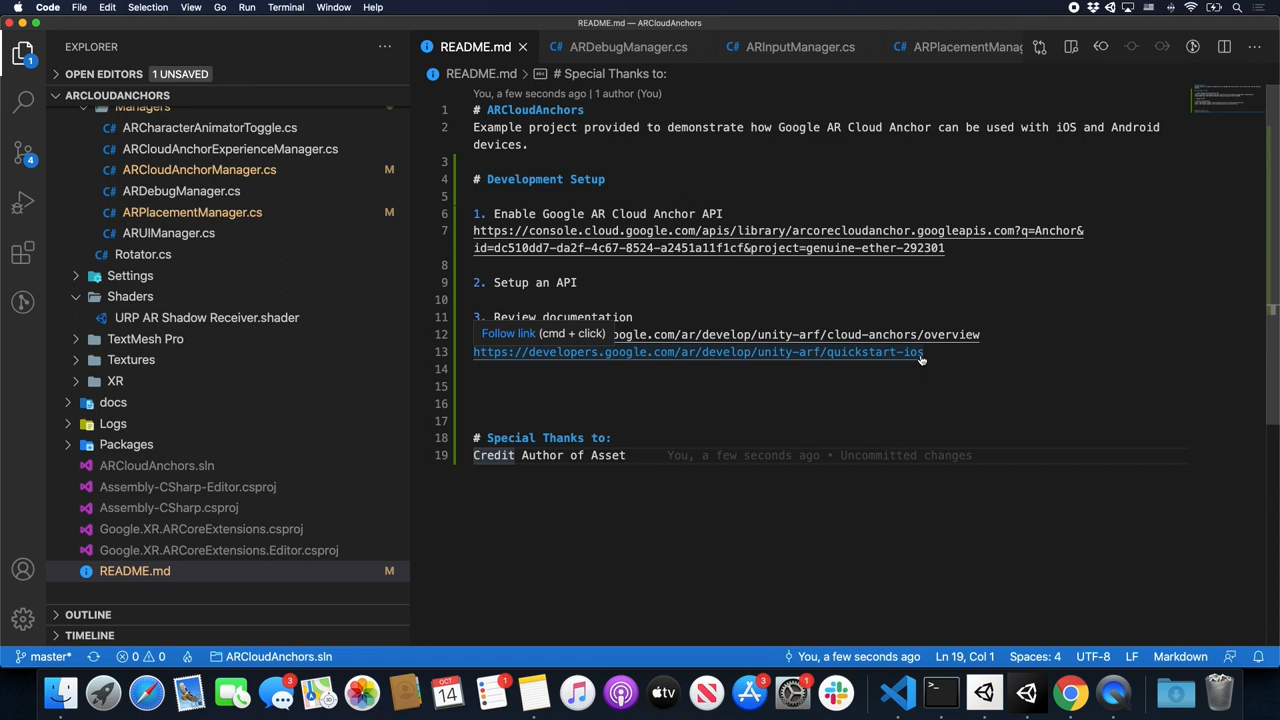 Code File Edit Selection View Go Run Terminal Window Help
README.md — ARCloudAnchors
EXPLORER
README.md
ARDebugManager.cs
ARInputManager.cs
ARPlacementManag
OPEN EDITORS 1 UNSAVED
README.md > # Special Thanks to:
ARCLOUDANCHORS
You, a few seconds ago | 1 author (You)
Managers
ARCharacterAnimatorToggle.cs
ARCloudAnchorExperienceManager.cs
ARCloudAnchorManager.cs M
ARDebugManager.cs
ARPlacementManager.cs M
ARUIManager.cs
Rotator.cs
Settings
Shaders
URP AR Shadow Receiver.shader
TextMesh Pro
Textures
XR
docs
Logs
Packages
ARCloudAnchors.sln
Assembly-CSharp-Editor.csproj
Assembly-CSharp.csproj
Google.XR.ARCoreExtensions.csproj
Google.XR.ARCoreExtensions.Editor.csproj
README.md M
OUTLINE
TIMELINE
1 # ARCloudAnchors
2 Example project provided to demonstrate how Google AR Cloud Anchor can be used with iOS and Android
devices.
3
4 # Development Setup
5
6 1. Enable Google AR Cloud Anchor API
7 https://console.cloud.google.com/apis/library/arcorecloudanchor.googleapis.com?q=Anchor&
id=dc510dd7-da2f-4c67-8524-a2451a11f1cf&project=genuine-ether-292301
8
9 2. Setup an API
10
11 3. Review documentation
Follow link (cmd + click)
12 oogle.com/ar/develop/unity-arf/cloud-anchors/overview
13 https://developers.google.com/ar/develop/unity-arf/quickstart-ios
14
15
16
17
18 # Special Thanks to:
19 Credit Author of Asset You, a few seconds ago • Uncommitted changes
1
4
master* 0 0 ARCloudAnchors.sln You, a few seconds ago Ln 19, Col 1 Spaces: 4 UTF-8 LF Markdown
3 OCT 14 1 3 1